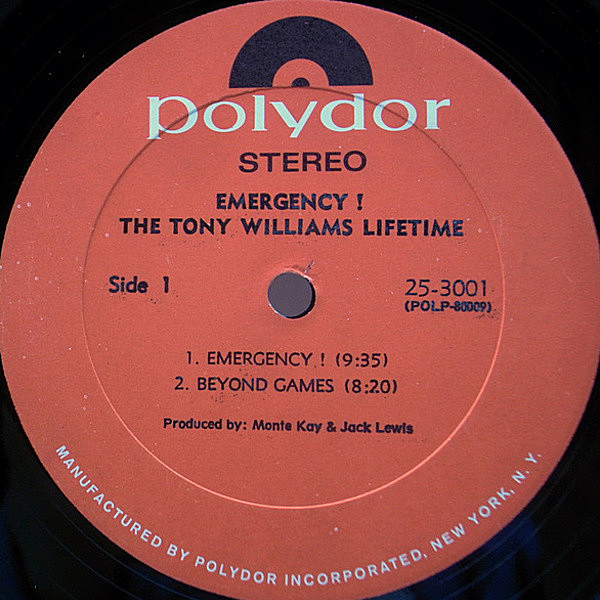 polydor
STEREO
EMERGENCY !
THE TONY WILLIAMS LIFETIME
Side 1
25-3001
(POLP-80009)
1. EMERGENCY ! (9:35)
2. BEYOND GAMES (8:20)
Produced by: Monte Kay & Jack Lewis
MANUFACTURED BY POLYDOR INCORPORATED, NEW YORK, N. Y.